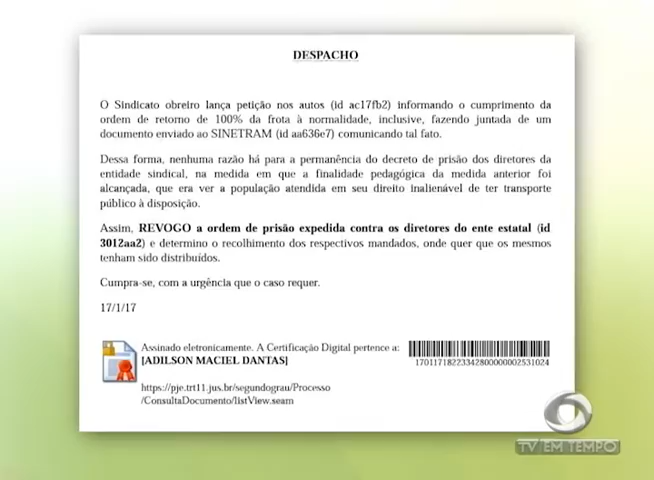 DESPACHO
O Sindicato obreiro lança petição nos autos (id ac17fb2) informando o cumprimento da
ordem de retorno de 100% da frota à normalidade, inclusive, fazendo juntada de um
documento enviado ao SINETRAM (id aa636e7) comunicando tal fato.
Dessa forma, nenhuma razão há para a permanência do decreto de prisão dos diretores da
entidade sindical, na medida em que a finalidade pedagógica da medida anterior foi
alcançada, que era ver a população atendida em seu direito inalienável de ter transporte
público à disposição.
Assim, REVOGO a ordem de prisão expedida contra os diretores do ente estatal (id
3012aa2) e determino o recolhimento dos respectivos mandados, onde quer que os mesmos
tenham sido distribuídos.
Cumpra-se, com a urgência que o caso requer.
17/1/17
Assinado eletronicamente. A Certificação Digital pertence a:
[ADILSON MACIEL DANTAS]
17011718223342800000002531024
https://pje.trt11.jus.br/segundograu/Processo
/ConsultaDocumento/listView.seam
TV EM TEMPO